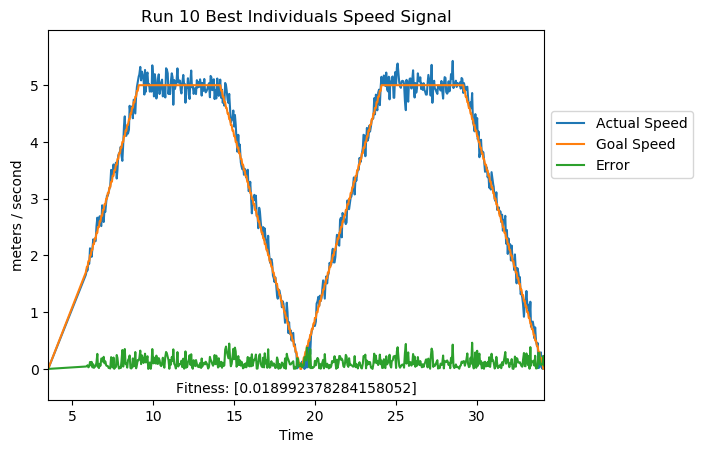 Run 10 Best Individuals Speed Signal
meters / second
5
4
3
2
1
0
Actual Speed
Goal Speed
Error
Fitness: [0.018992378284158052]
5 10 15 20 25 30
Time